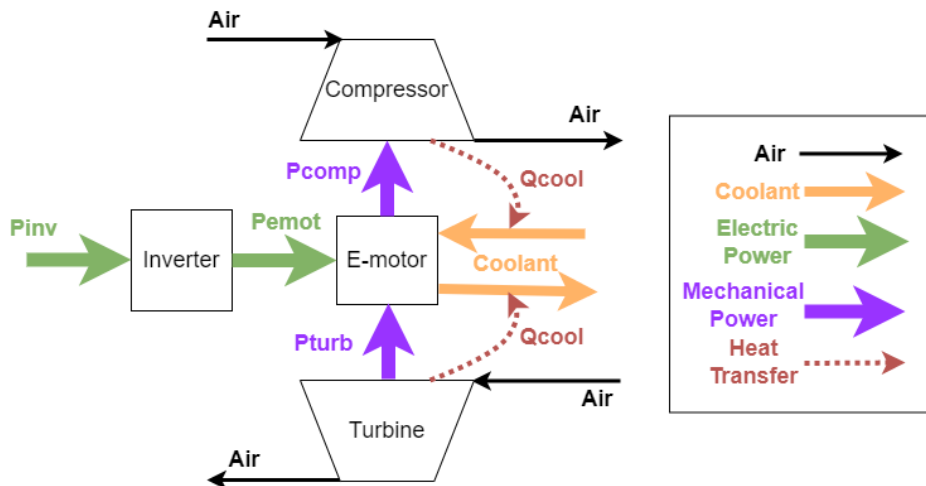 Air
Compressor
Air
Pcomp
Qcool
Pinv
Pemot
Inverter
E-motor
Coolant
Pturb
Qcool
Air
Turbine
Air
Air
Coolant
Electric
Power
Mechanical
Power
Heat
Transfer